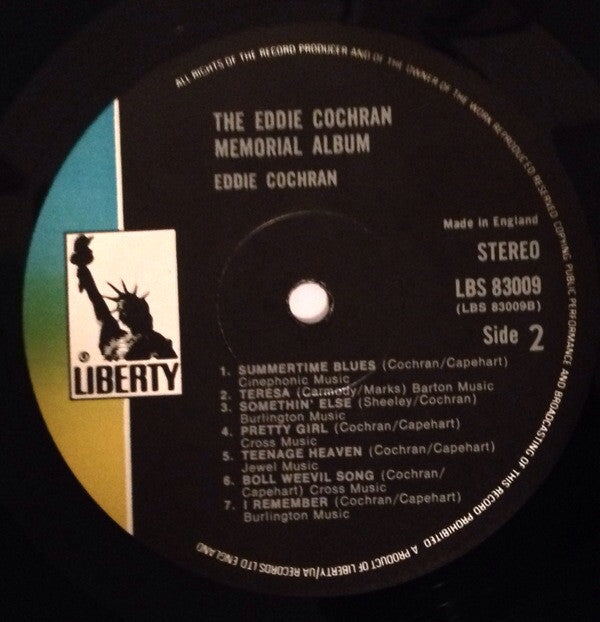 ALL RIGHTS OF THE RECORD PRODUCER AND OF THE OWNER OF THE WORK REPRODUCED RESERVED COPYING PUBLIC PERFORMANCE AND BROADCASTING OF THIS RECORD PROHIBITED A PRODUCT OF LIBERTY/UA RECORDS LTD ENGLAND
THE EDDIE COCHRAN
MEMORIAL ALBUM
EDDIE COCHRAN
Made in England
STEREO
LBS 83009
(LBS 83009B)
Side 2
LIBERTY
1. SUMMERTIME BLUES (Cochran/Capehart)
Cinephonic Music
2. TERESA (Carmody/Marks) Barton Music
3. SOMETHIN' ELSE (Sheeley/Cochran)
Burlington Music
4. PRETTY GIRL (Cochran/Capehart)
Cross Music
5. TEENAGE HEAVEN (Cochran/Capehart)
Jewel Music
6. BOLL WEEVIL SONG (Cochran/
Capehart) Cross Music
7. I REMEMBER (Cochran/Capehart)
Burlington Music